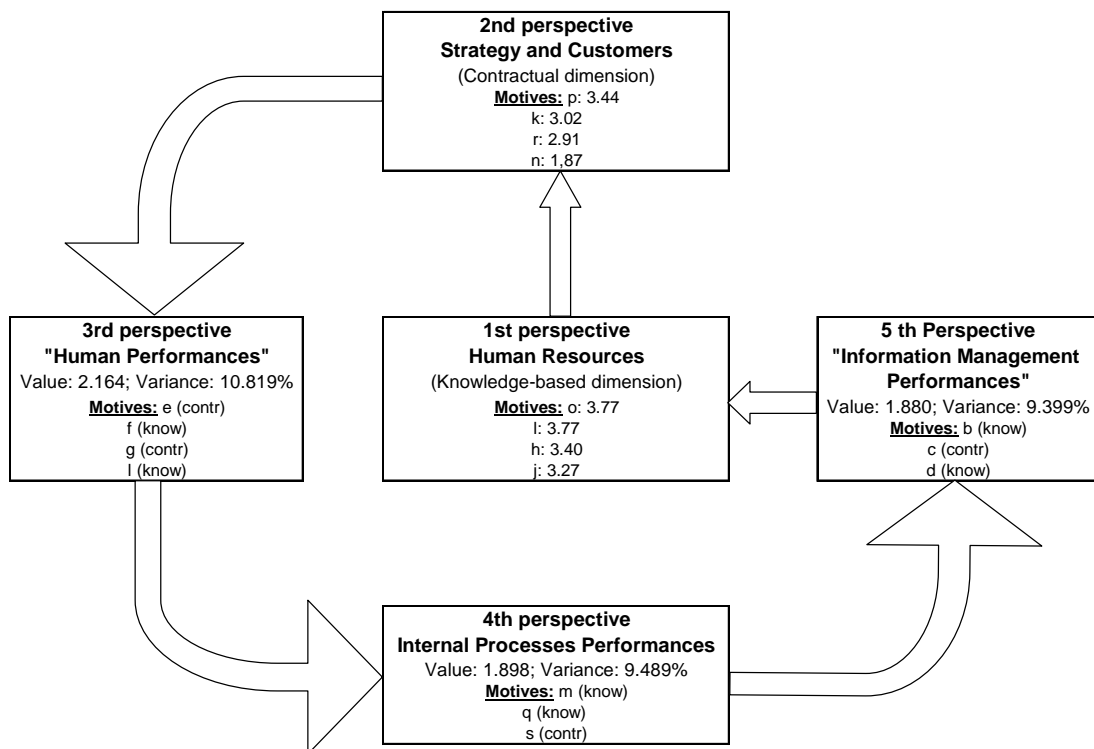 2nd perspective
Strategy and Customers
(Contractual dimension)
Motives: p: 3.44
k: 3.02
r: 2.91
n: 1,87
3rd perspective
"Human Performances"
Value: 2.164; Variance: 10.819%
Motives: e (contr)
f (know)
g (contr)
l (know)
1st perspective
Human Resources
(Knowledge-based dimension)
Motives: o: 3.77
l: 3.77
h: 3.40
j: 3.27
5 th Perspective
"Information Management
Performances"
Value: 1.880; Variance: 9.399%
Motives: b (know)
c (contr)
d (know)
4th perspective
Internal Processes Performances
Value: 1.898; Variance: 9.489%
Motives: m (know)
q (know)
s (contr)